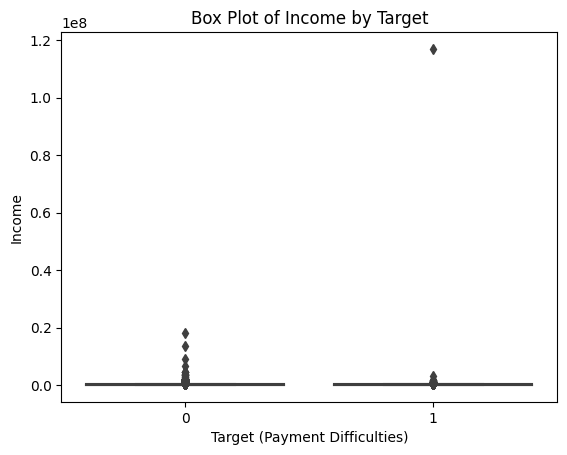 Box Plot of Income by Target
1e8
1.2
1.0
0.8
0.6
0.4
0.2
0.0
Income
0 1
Target (Payment Difficulties)